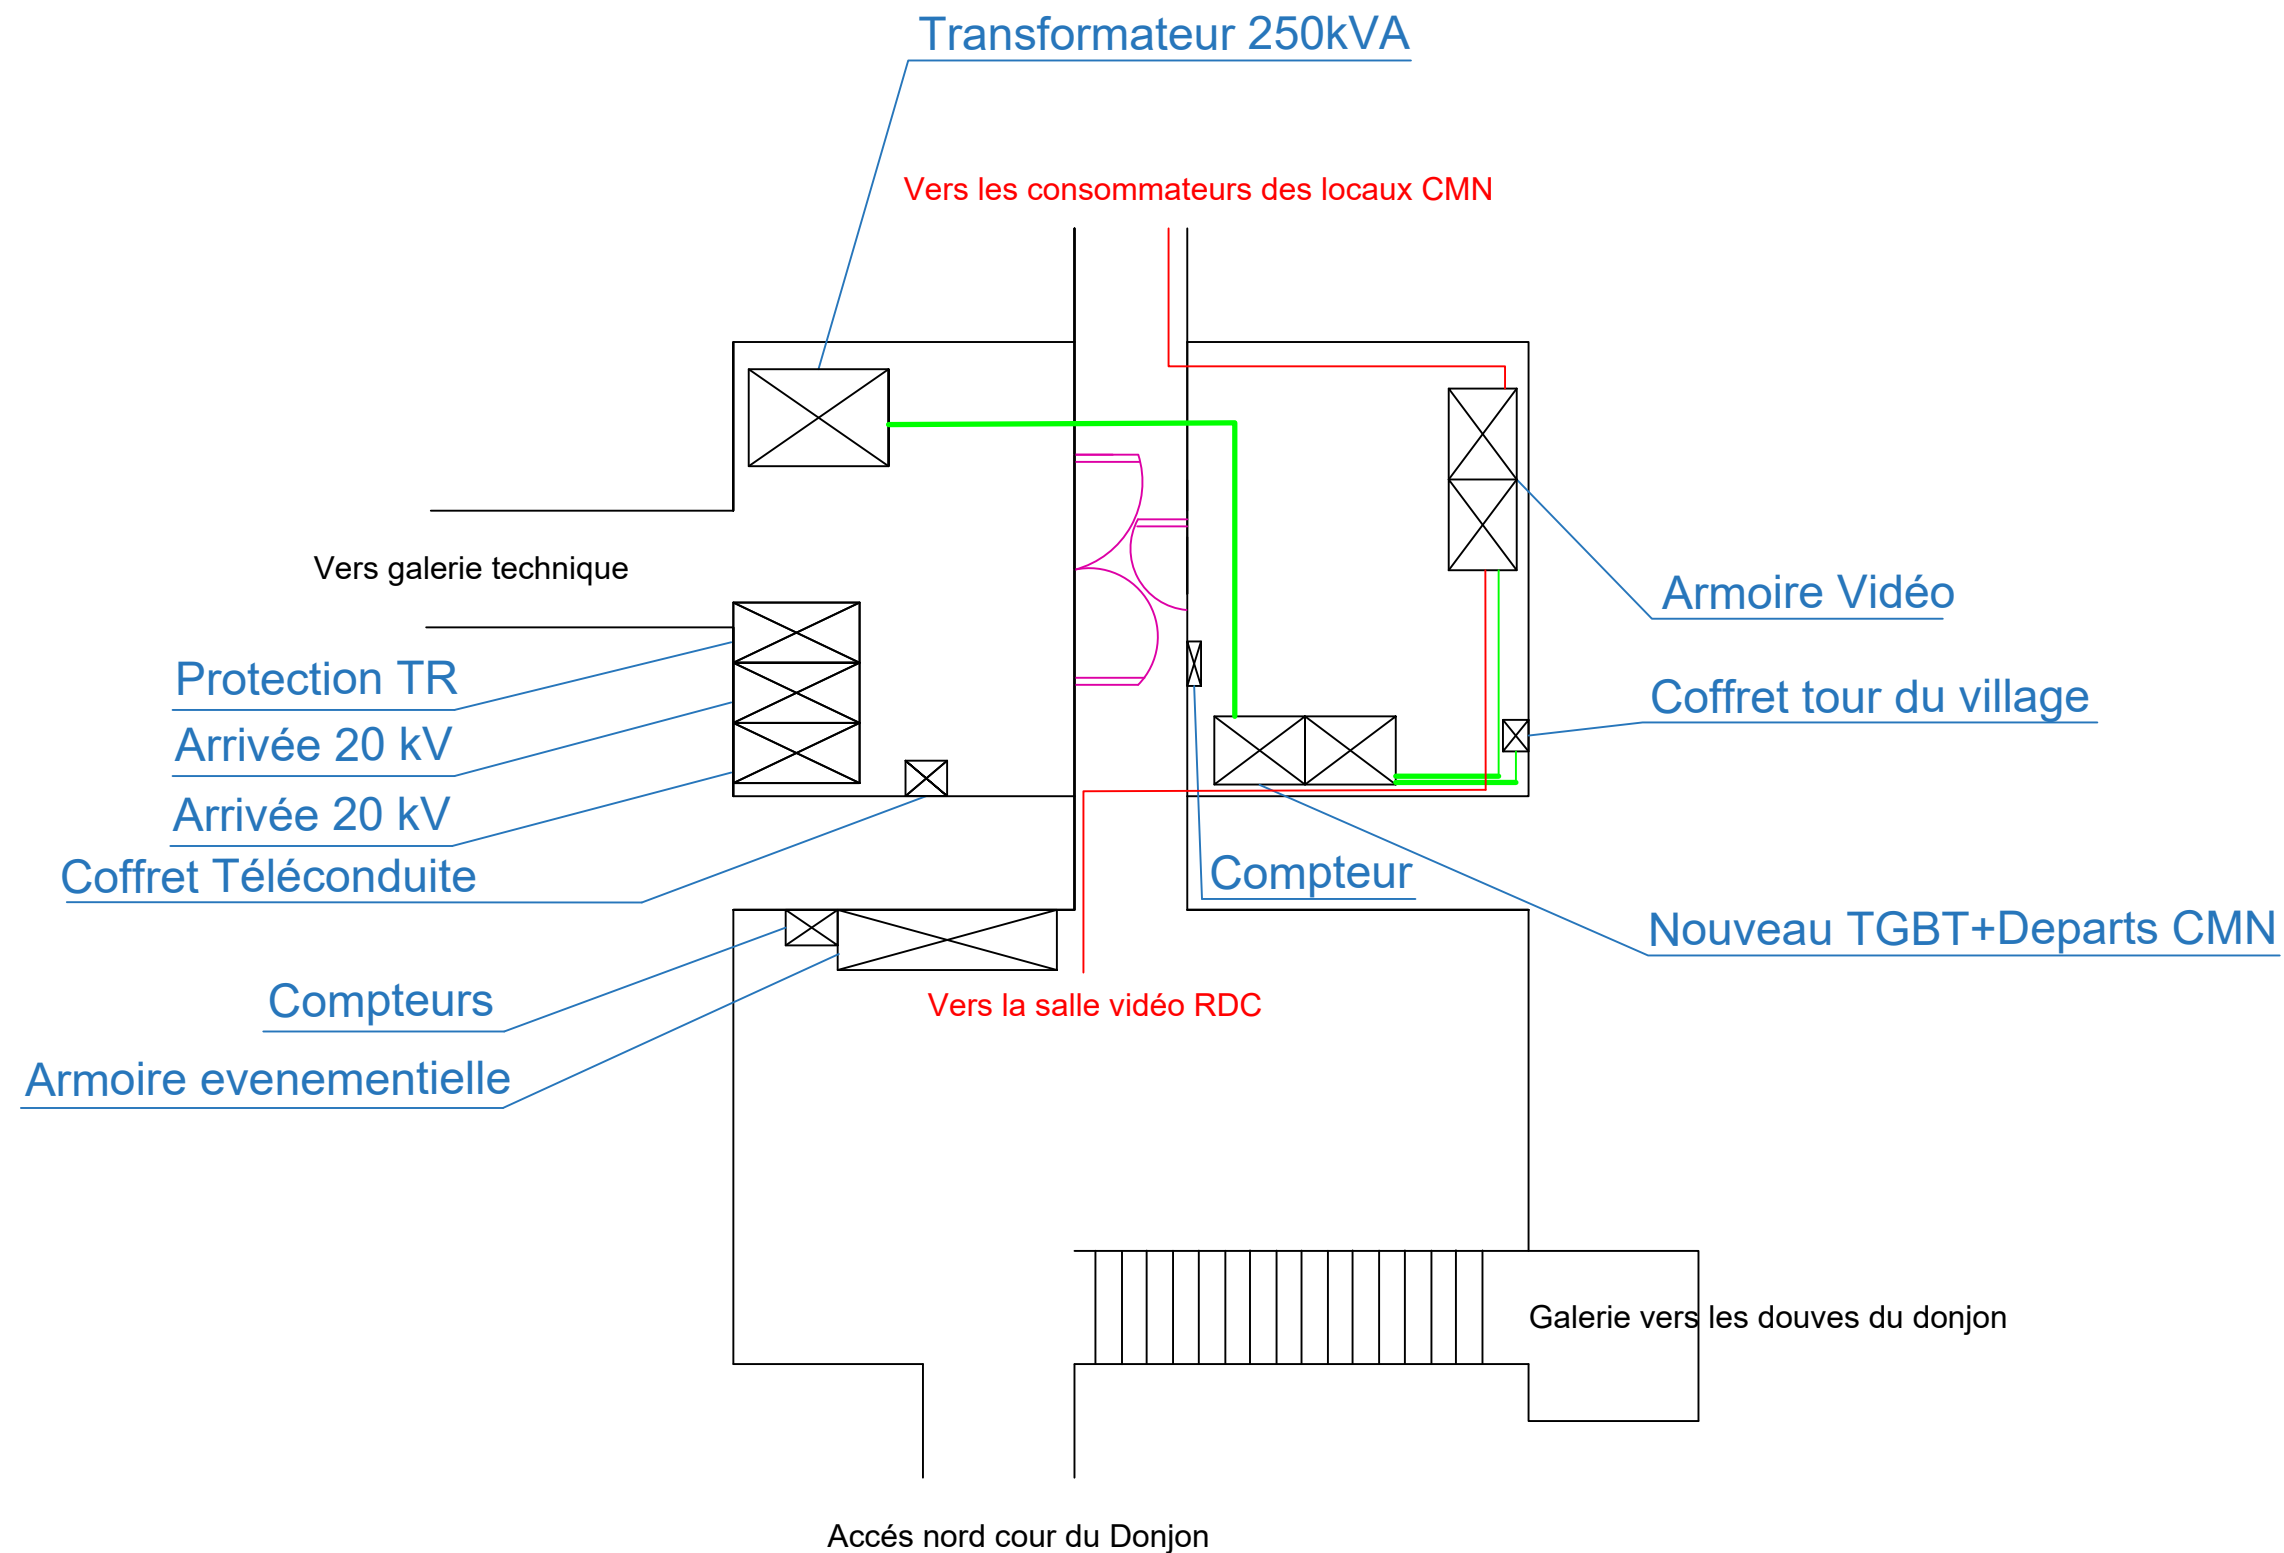 Transformateur 250kVA
Vers les consommateurs des locaux CMN
Vers galerie technique
Armoire Vidéo
Protection TR
Coffret tour du village
Arrivée 20 kV
Arrivée 20 kV
Coffret Téléconduite
Compteur
Nouveau TGBT+Departs CMN
Compteurs
Vers la salle vidéo RDC
Armoire evenementielle
Galerie vers les douves du donjon
Accés nord cour du Donjon